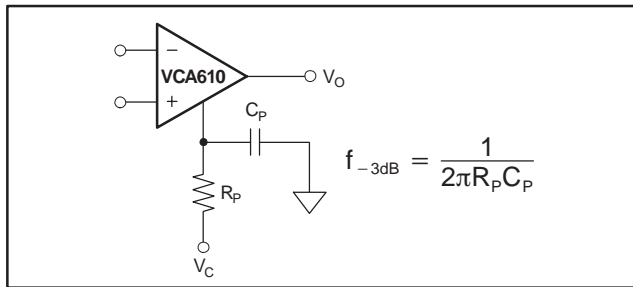 −
VCA610
+
V_O
C_P
R_P
V_C
f_{−3dB} = 1 / 2πR_PC_P